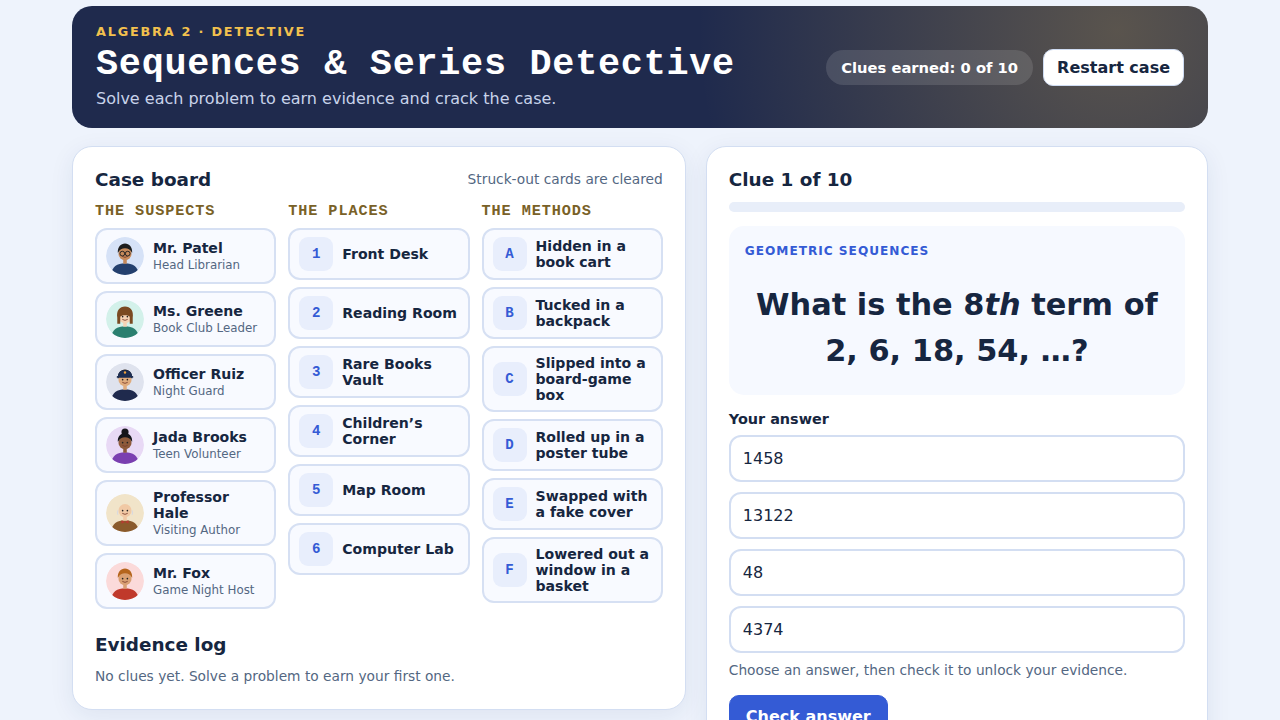 ALGEBRA 2 · DETECTIVE
Sequences & Series Detective
Solve each problem to earn evidence and crack the case.
Clues earned: 0 of 10
Restart case
Case board
Struck-out cards are cleared
THE SUSPECTS
Mr. Patel
Head Librarian
Ms. Greene
Book Club Leader
Officer Ruiz
Night Guard
Jada Brooks
Teen Volunteer
Professor
Hale
Visiting Author
Mr. Fox
Game Night Host
THE PLACES
1 Front Desk
2 Reading Room
3 Rare Books
Vault
4 Children’s
Corner
5 Map Room
6 Computer Lab
THE METHODS
A Hidden in a
book cart
B Tucked in a
backpack
C Slipped into a
board-game
box
D Rolled up in a
poster tube
E Swapped with
a fake cover
F Lowered out a
window in a
basket
Evidence log
No clues yet. Solve a problem to earn your first one.
Clue 1 of 10
GEOMETRIC SEQUENCES
What is the 8th term of
2, 6, 18, 54, …?
Your answer
1458
13122
48
4374
Choose an answer, then check it to unlock your evidence.
Check answer